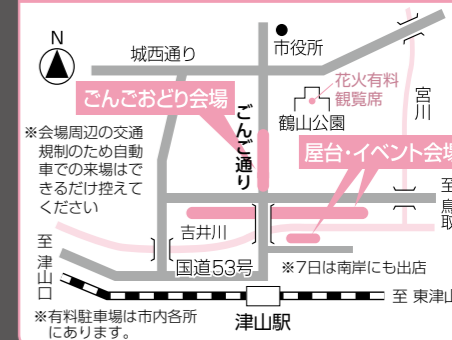 N
城西通り
市役所
ごんごおどり会場
ごんご通り
花火有料
観覧席
鶴山公園
宮川
※会場周辺の交通
規制のため自動
車での来場はで
きるだけ控えて
ください
屋台・イベント会場
至鳥取
吉井川
国道53号
※7日は南岸にも出店
至津山口
至 東津山
※有料駐車場は市内各所
にあります。
津山駅